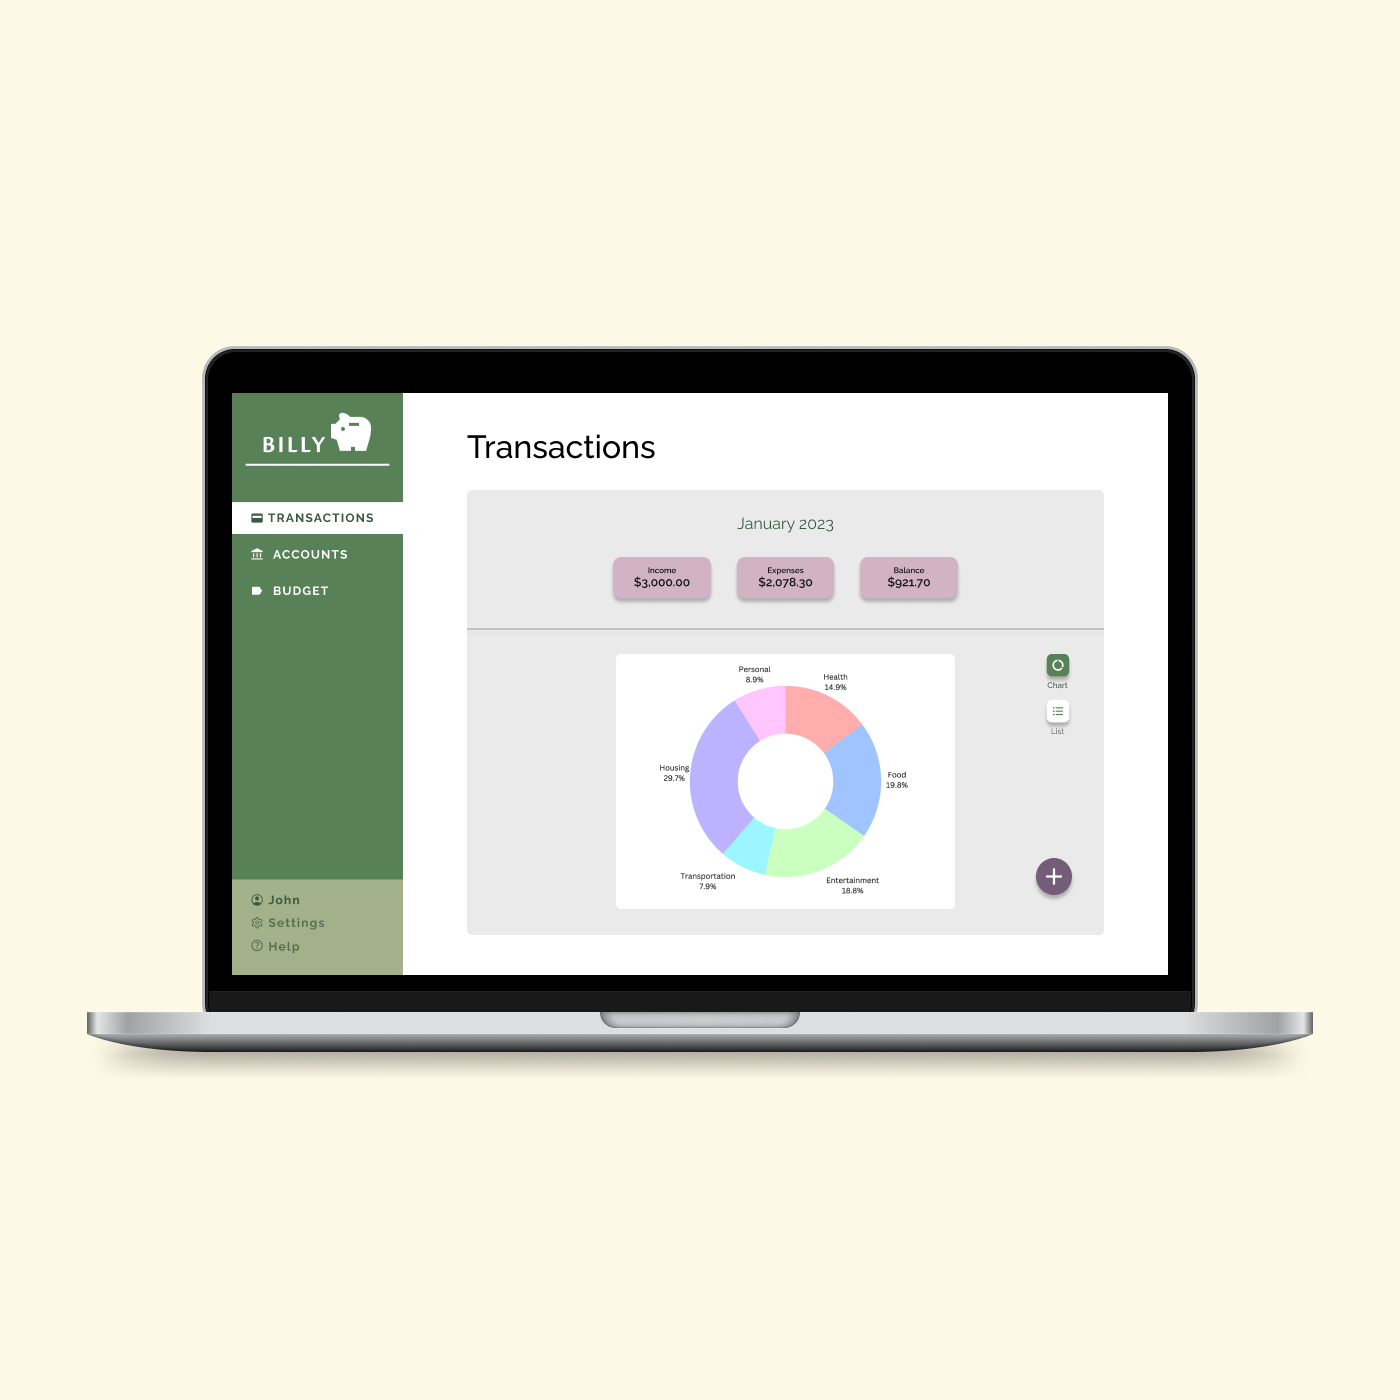 BILLY
TRANSACTIONS
ACCOUNTS
BUDGET
John
Settings
Help
Transactions
January 2023
Income
$3,000.00
Expenses
$2,078.30
Balance
$921.70
Personal
8.9%
Health
14.9%
Housing
29.7%
Food
19.8%
Transportation
7.9%
Entertainment
18.8%
Chart
List